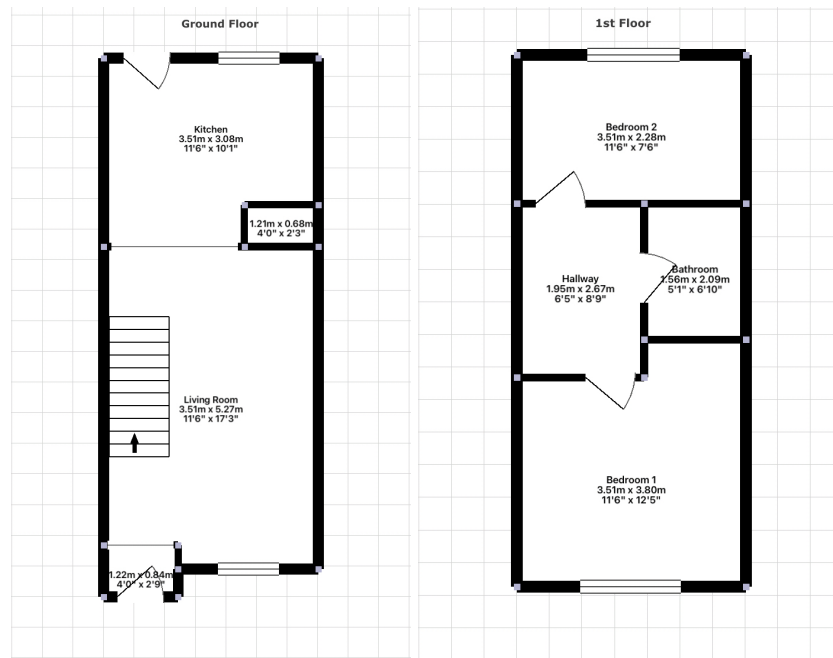 Ground Floor
Kitchen
3.51m x 3.08m
11'6" x 10'1"
1.21m x 0.68m
4'0" x 2'3"
Living Room
3.51m x 5.27m
11'6" x 17'3"
1.22m x 0.84m
4'0" x 2'9"
1st Floor
Bedroom 2
3.51m x 2.28m
11'6" x 7'6"
Hallway
1.95m x 2.67m
6'5" x 8'9"
Bathroom
1.56m x 2.09m
5'1" x 6'10"
Bedroom 1
3.51m x 3.80m
11'6" x 12'5"